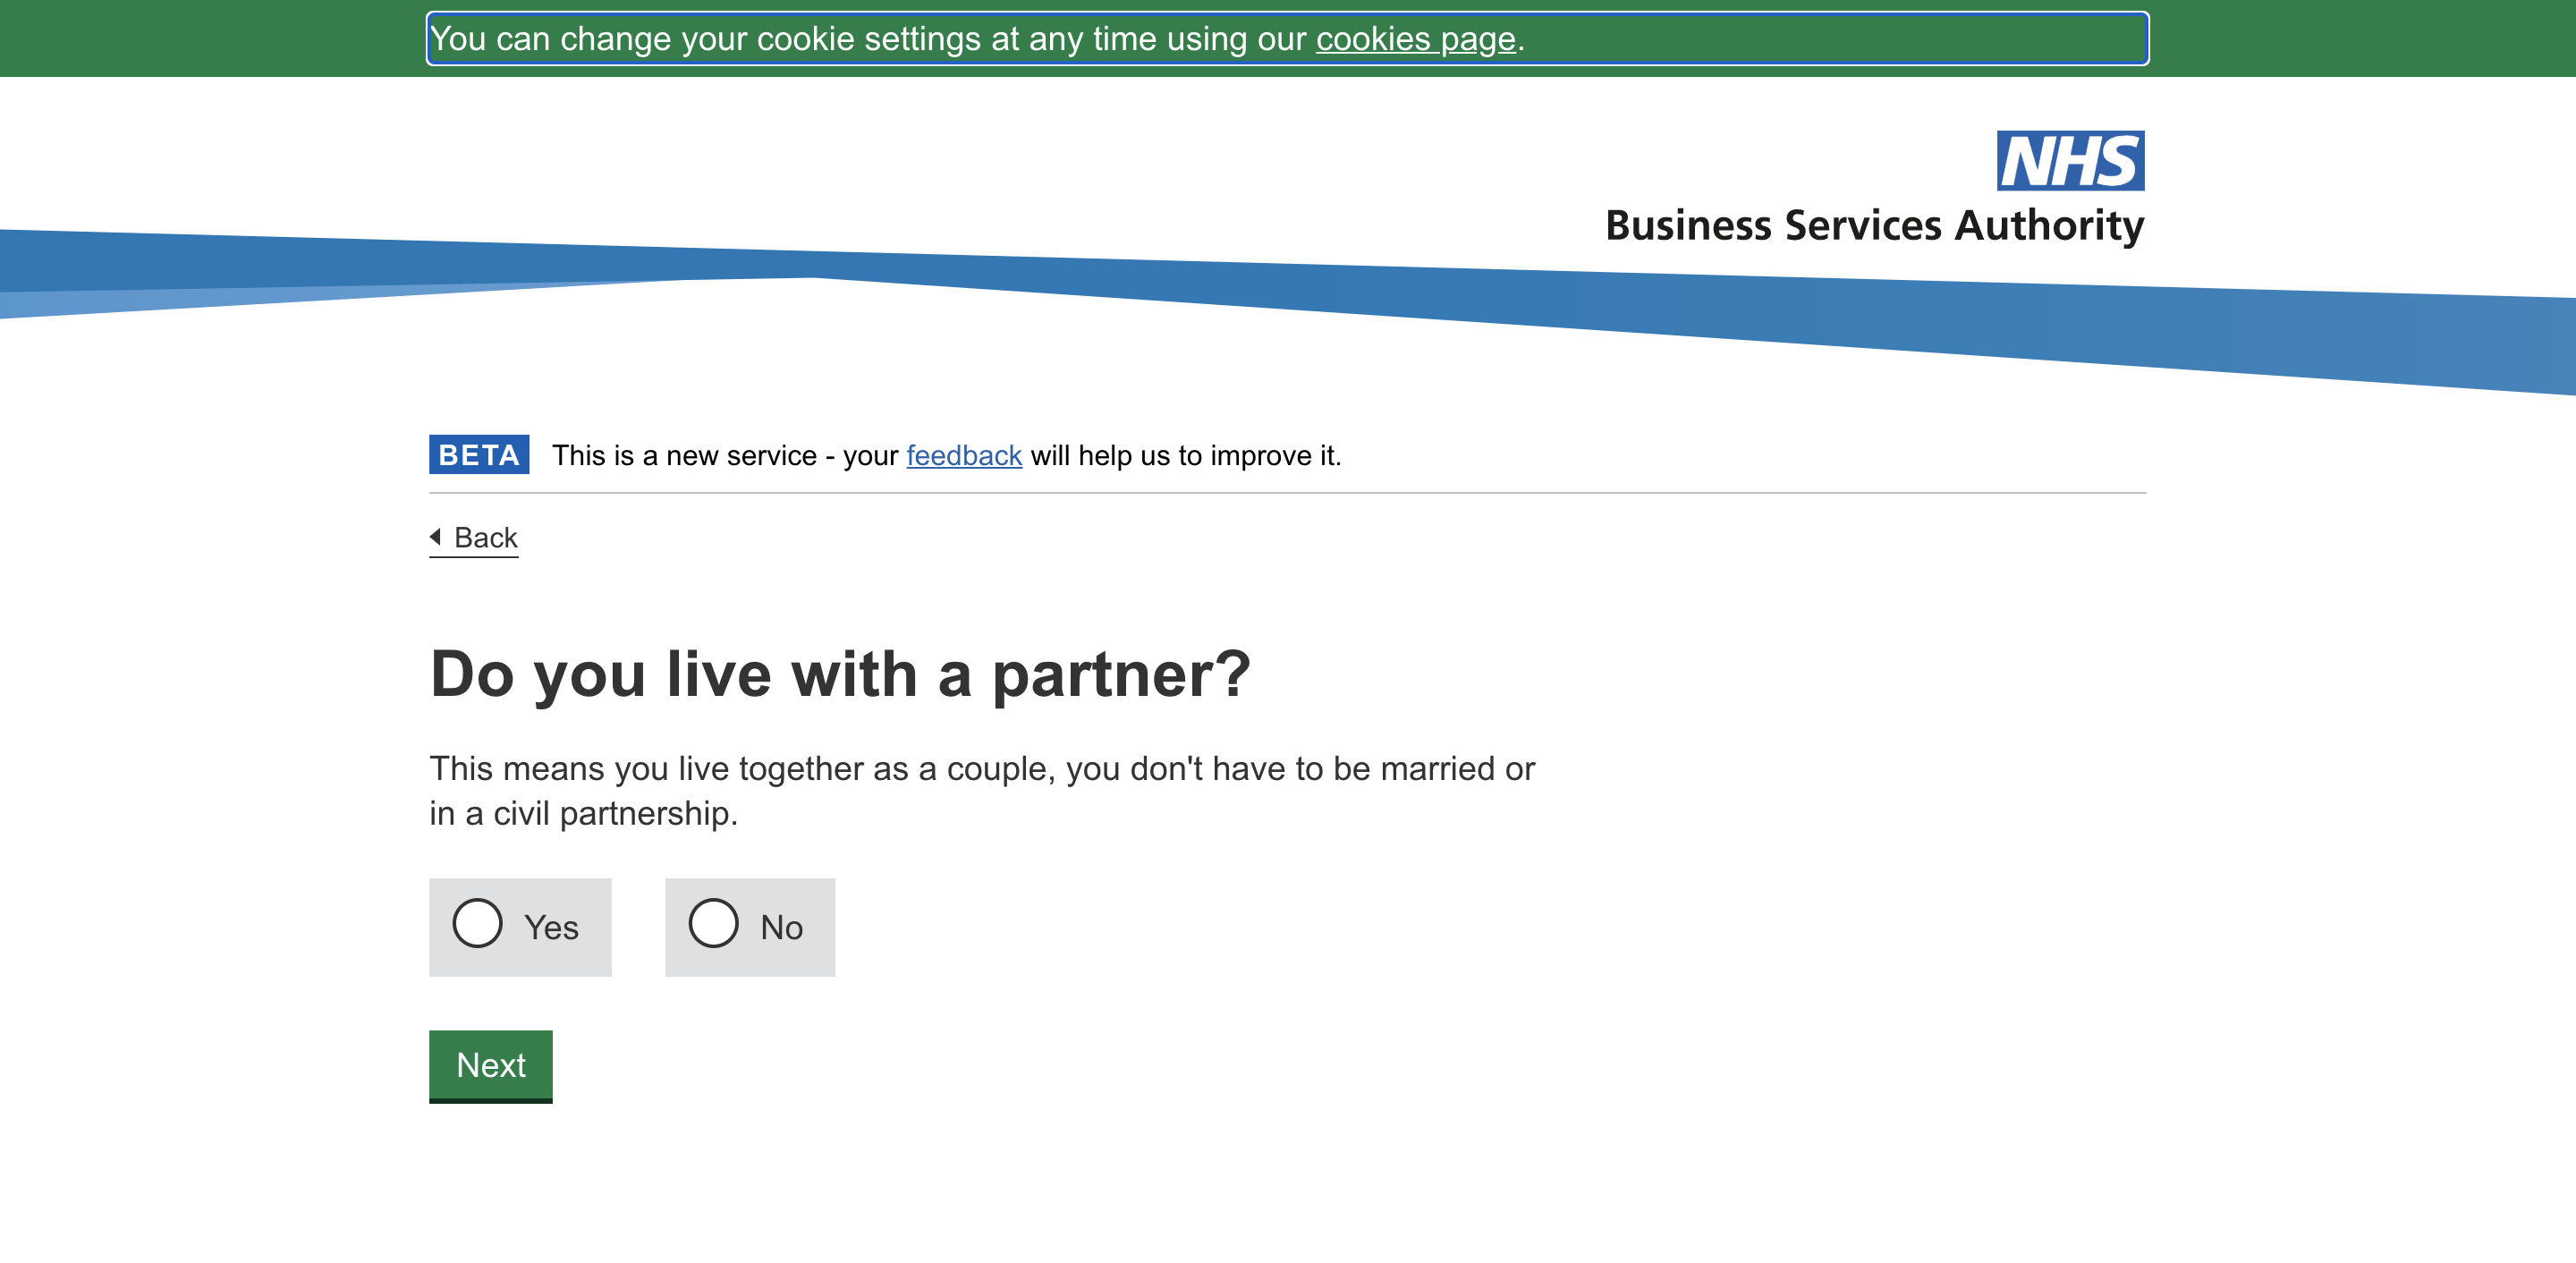 You can change your cookie settings at any time using our cookies page.
NHS
Business Services Authority
BETA This is a new service - your feedback will help us to improve it.
Back
Do you live with a partner?
This means you live together as a couple, you don't have to be married or
in a civil partnership.
Yes No
Next